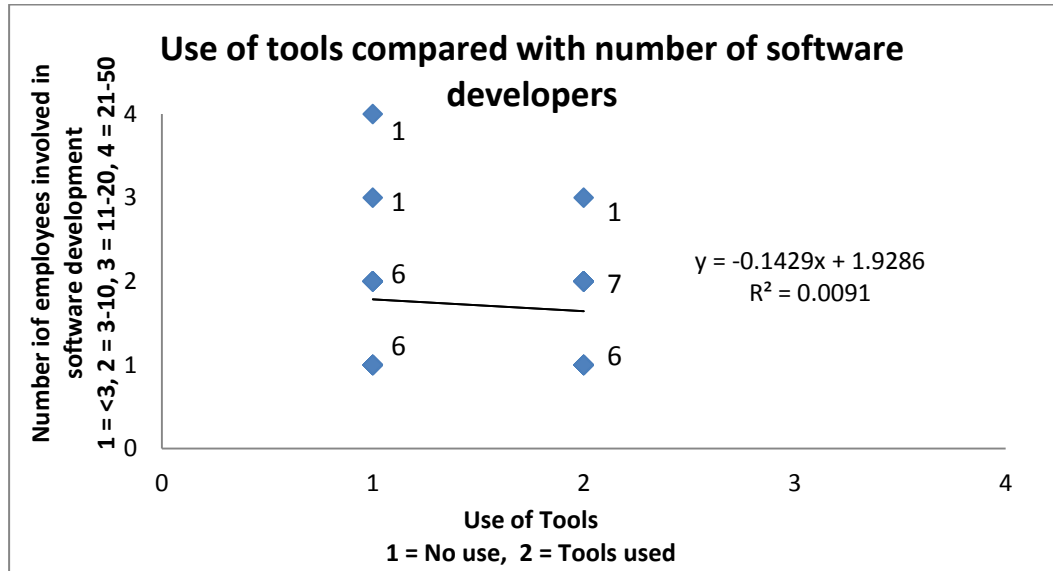 Use of tools compared with number of software
developers
Number iof employees involved in
software development
1 = <3, 2 = 3-10, 3 = 11-20, 4 = 21-50
4
3
2
1
0
1
1
6
6
1
7
6
y = -0.1429x + 1.9286
R² = 0.0091
0 1 2 3 4
Use of Tools
1 = No use, 2 = Tools used